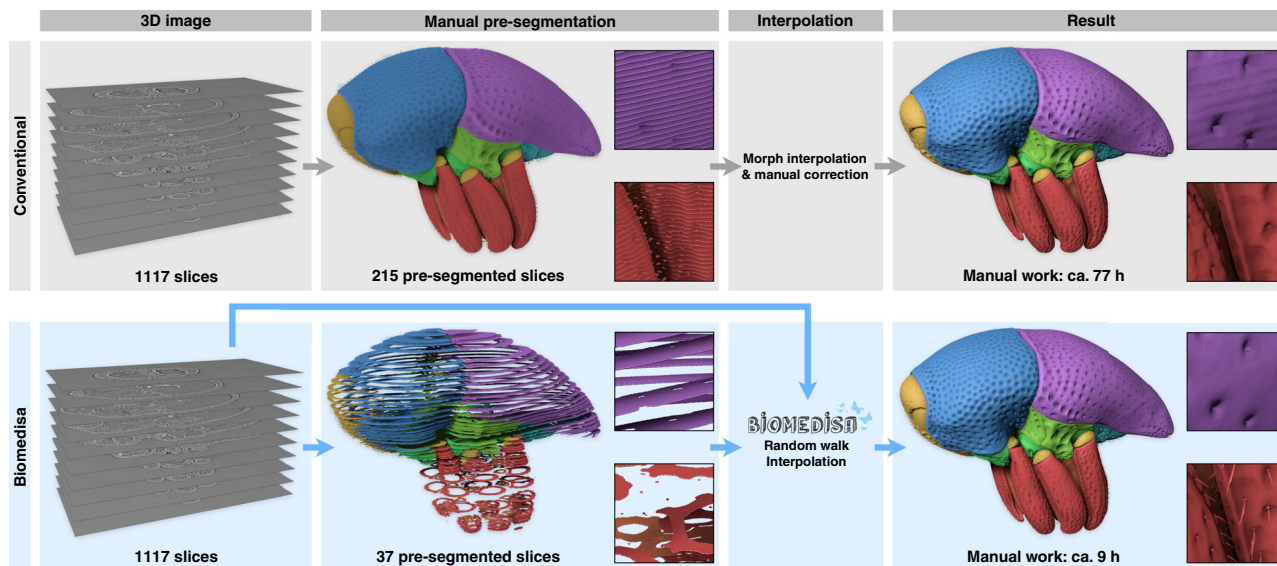 3D image
Manual pre-segmentation
Interpolation
Result
Conventional
1117 slices
215 pre-segmented slices
Morph interpolation
& manual correction
Manual work: ca. 77 h
Biomedisa
1117 slices
37 pre-segmented slices
BiOMEDiSA
Random walk
Interpolation
Manual work: ca. 9 h